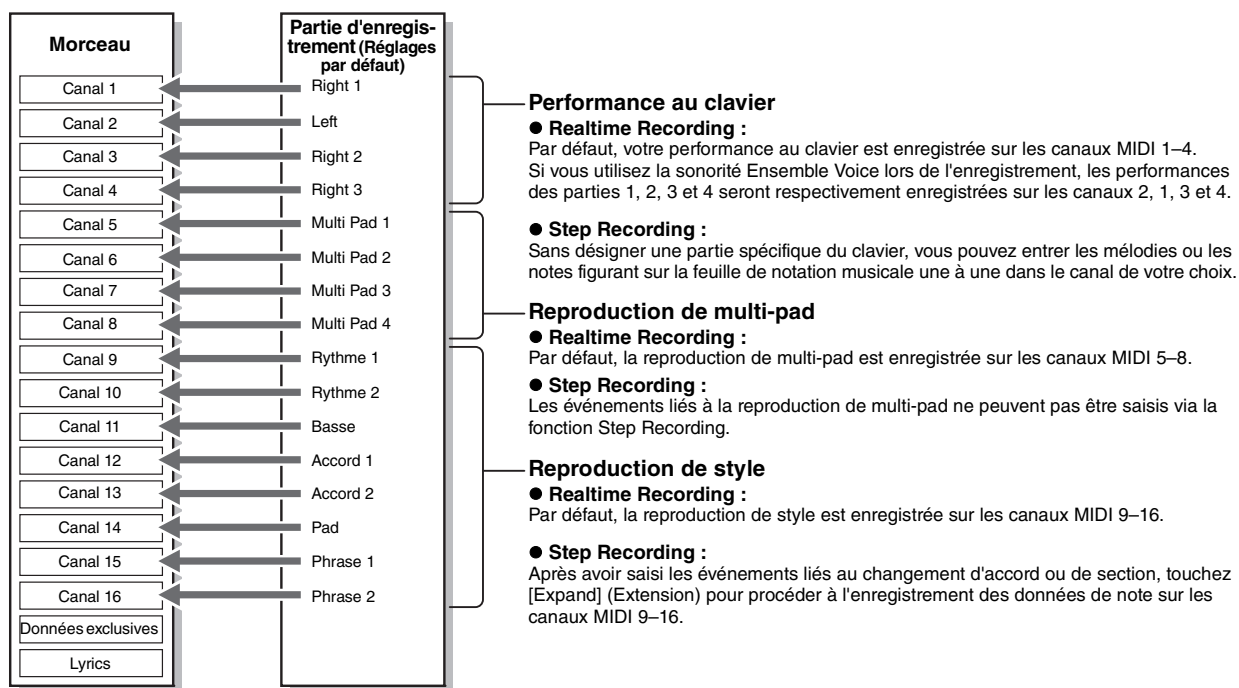 Morceau
Canal 1
Canal 2
Canal 3
Canal 4
Canal 5
Canal 6
Canal 7
Canal 8
Canal 9
Canal 10
Canal 11
Canal 12
Canal 13
Canal 14
Canal 15
Canal 16
Données exclusives
Lyrics
Partie d'enregis-
trement (Réglages
par défaut)
Right 1
Left
Right 2
Right 3
Multi Pad 1
Multi Pad 2
Multi Pad 3
Multi Pad 4
Rythme 1
Rythme 2
Basse
Accord 1
Accord 2
Pad
Phrase 1
Phrase 2
Performance au clavier
● Realtime Recording :
Par défaut, votre performance au clavier est enregistrée sur les canaux MIDI 1–4.
Si vous utilisez la sonorité Ensemble Voice lors de l'enregistrement, les performances
des parties 1, 2, 3 et 4 seront respectivement enregistrées sur les canaux 2, 1, 3 et 4.
● Step Recording :
Sans désigner une partie spécifique du clavier, vous pouvez entrer les mélodies ou les
notes figurant sur la feuille de notation musicale une à une dans le canal de votre choix.
Reproduction de multi-pad
● Realtime Recording :
Par défaut, la reproduction de multi-pad est enregistrée sur les canaux MIDI 5–8.
● Step Recording :
Les événements liés à la reproduction de multi-pad ne peuvent pas être saisis via la
fonction Step Recording.
Reproduction de style
● Realtime Recording :
Par défaut, la reproduction de style est enregistrée sur les canaux MIDI 9–16.
● Step Recording :
Après avoir saisi les événements liés au changement d'accord ou de section, touchez
[Expand] (Extension) pour procéder à l'enregistrement des données de note sur les
canaux MIDI 9–16.